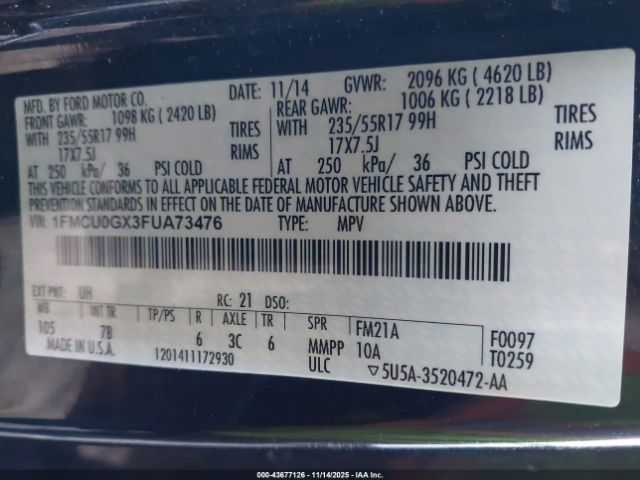 MFD. BY FORD MOTOR CO. DATE: 11/14 GVWR: 2096 KG ( 4620 LB)
FRONT GAWR: 1098 KG ( 2420 LB) REAR GAWR: 1006 KG ( 2218 LB)
WITH 235/55R17 99H TIRES WITH 235/55R17 99H TIRES
17X7.5J RIMS 17X7.5J RIMS
AT 250 kPa/ 36 PSI COLD AT 250 kPa/ 36 PSI COLD
THIS VEHICLE CONFORMS TO ALL APPLICABLE FEDERAL MOTOR VEHICLE SAFETY AND THEFT
PREVENTION STANDARDS IN EFFECT ON THE DATE OF MANUFACTURE SHOWN ABOVE.
VIN: 1FMCU0GX3FUA73476 TYPE: MPV
EXT PNT: UH RC: 21 DSO:
WB INT TR TP/PS R AXLE TR SPR FM21A F0097
105 7B 6 3C 6 MMPP 10A T0259
MADE IN U.S.A. 1201411172930 ULC 5U5A-3520472-AA
000-43677126 - 11/14/2025 - IAA Inc.